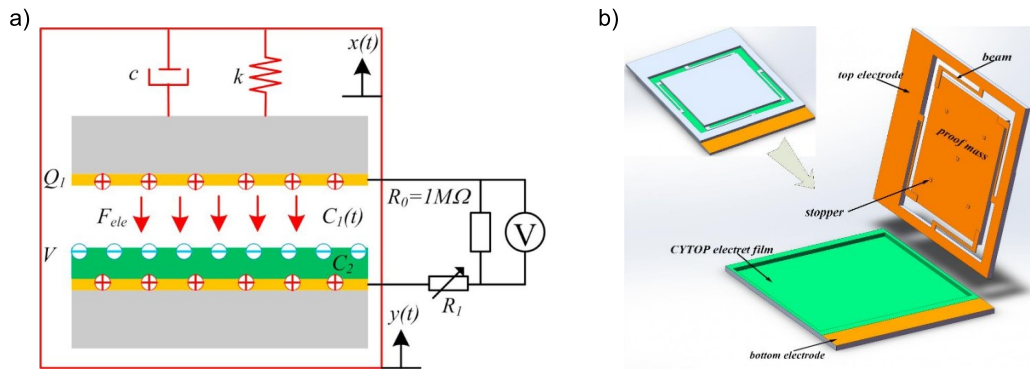 a)
c
k
x(t)
Q1
Fele
C1(t)
R0=1MΩ
V
V
C2
R1
y(t)
b)
beam
top electrode
proof mass
stopper
CYTOP electret film
bottom electrode